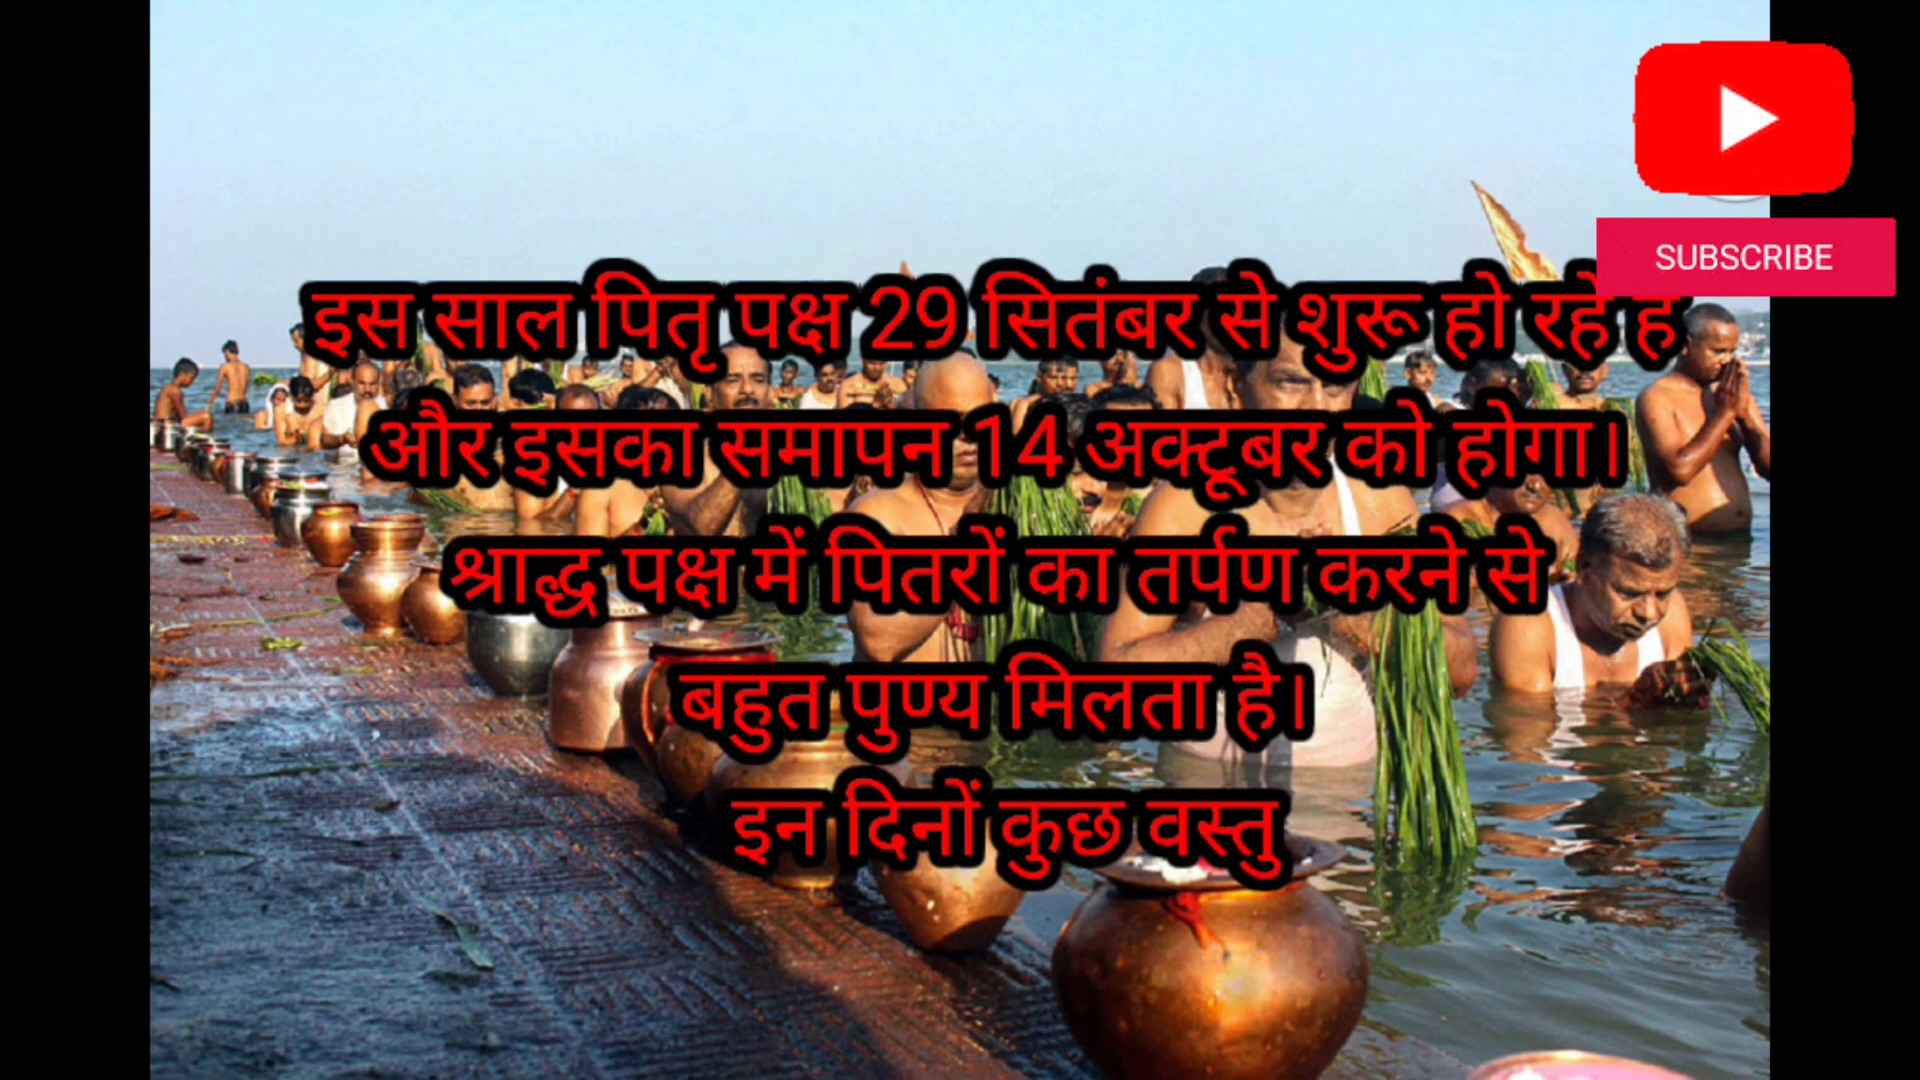 SUBSCRIBE
इस साल पितृ पक्ष 29 सितंबर से शुरू हो रहे है
और इसका समापन 14 अक्टूबर को होगा।
श्राद्ध पक्ष में पितरों का तर्पण करने से
बहुत पुण्य मिलता है।
इन दिनों कुछ वस्तु